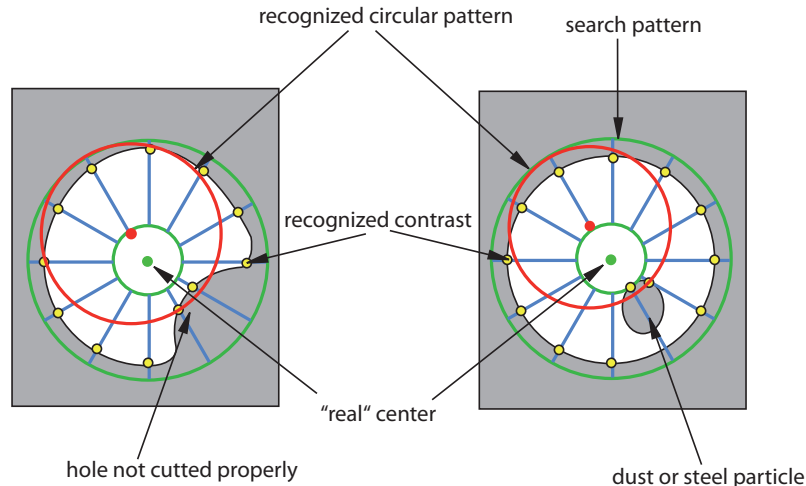 recognized circular pattern
search pattern
recognized contrast
“real“ center
hole not cutted properly
dust or steel particle